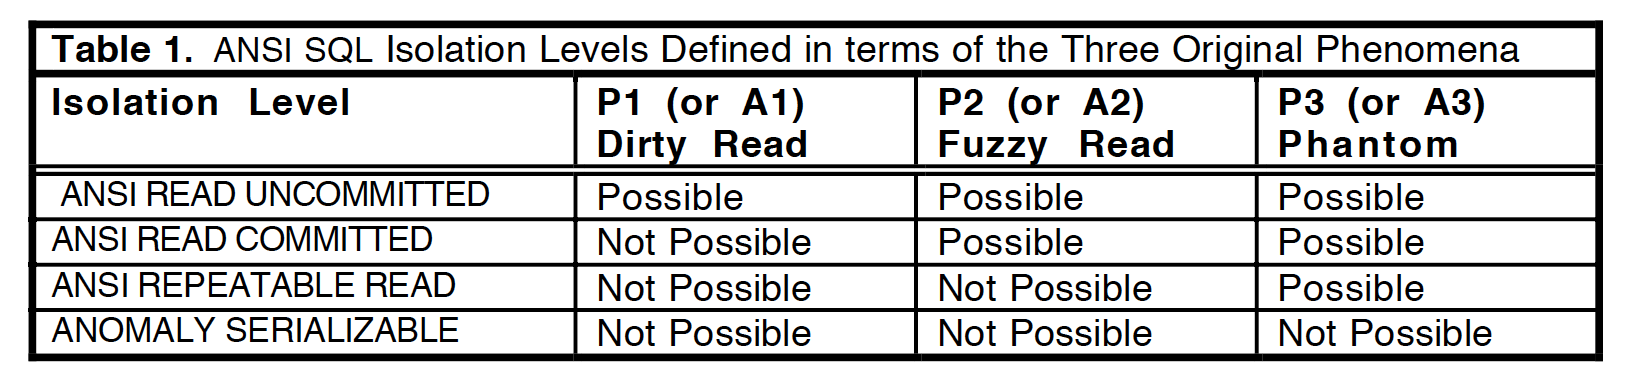 Table 1. ANSI SQL Isolation Levels Defined in terms of the Three Original Phenomena
Isolation Level P1 (or A1) Dirty Read P2 (or A2) Fuzzy Read P3 (or A3) Phantom
ANSI READ UNCOMMITTED Possible Possible Possible
ANSI READ COMMITTED Not Possible Possible Possible
ANSI REPEATABLE READ Not Possible Not Possible Possible
ANOMALY SERIALIZABLE Not Possible Not Possible Not Possible